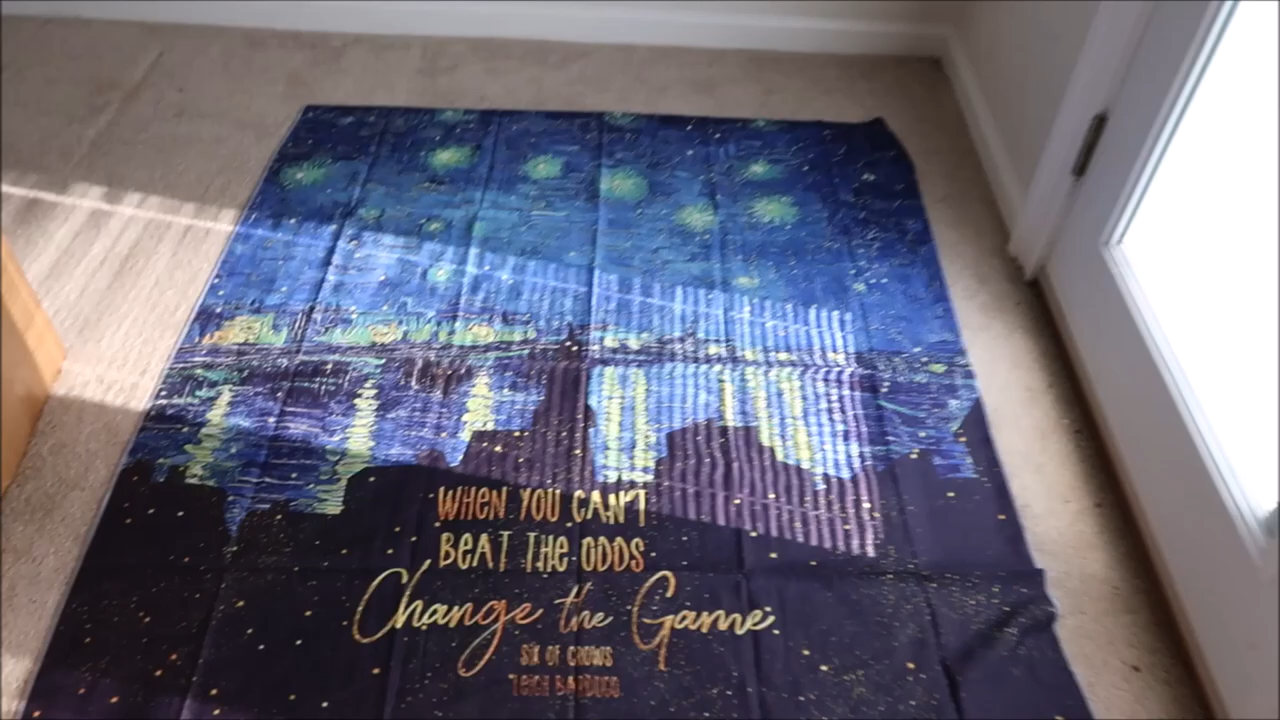 WHEN YOU CAN'T
BEAT THE ODDS
Change the Game.
SIX OF CROWS
LEIGH BARDUGO